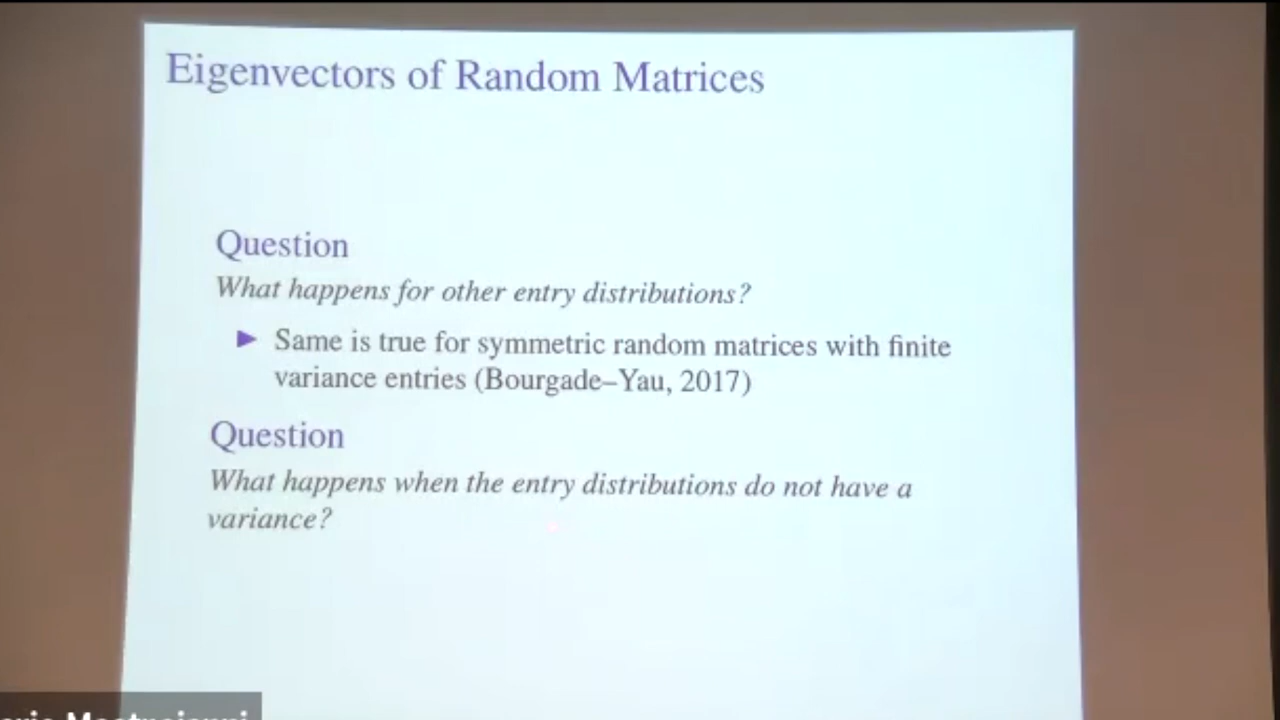 Eigenvectors of Random Matrices
Question
What happens for other entry distributions?
▶ Same is true for symmetric random matrices with finite
variance entries (Bourgade–Yau, 2017)
Question
What happens when the entry distributions do not have a
variance?